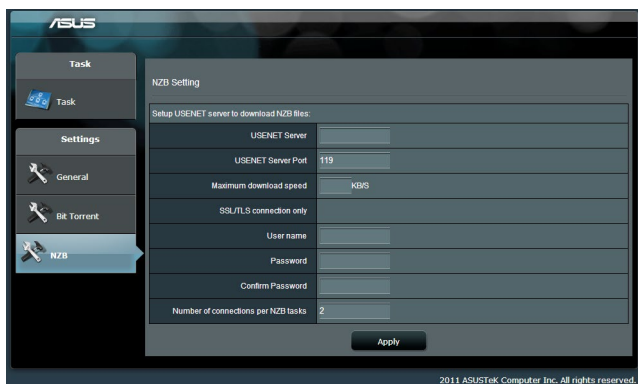 ASUS
Task
Task
Settings
General
Bit Torrent
NZB
NZB Setting
Setup USENET server to download NZB files:
USENET Server
USENET Server Port 119
Maximum download speed KB/S
SSL/TLS connection only
User name
Password
Confirm Password
Number of connections per NZB tasks 2
Apply
2011 ASUSTeK Computer Inc. All rights reserved.